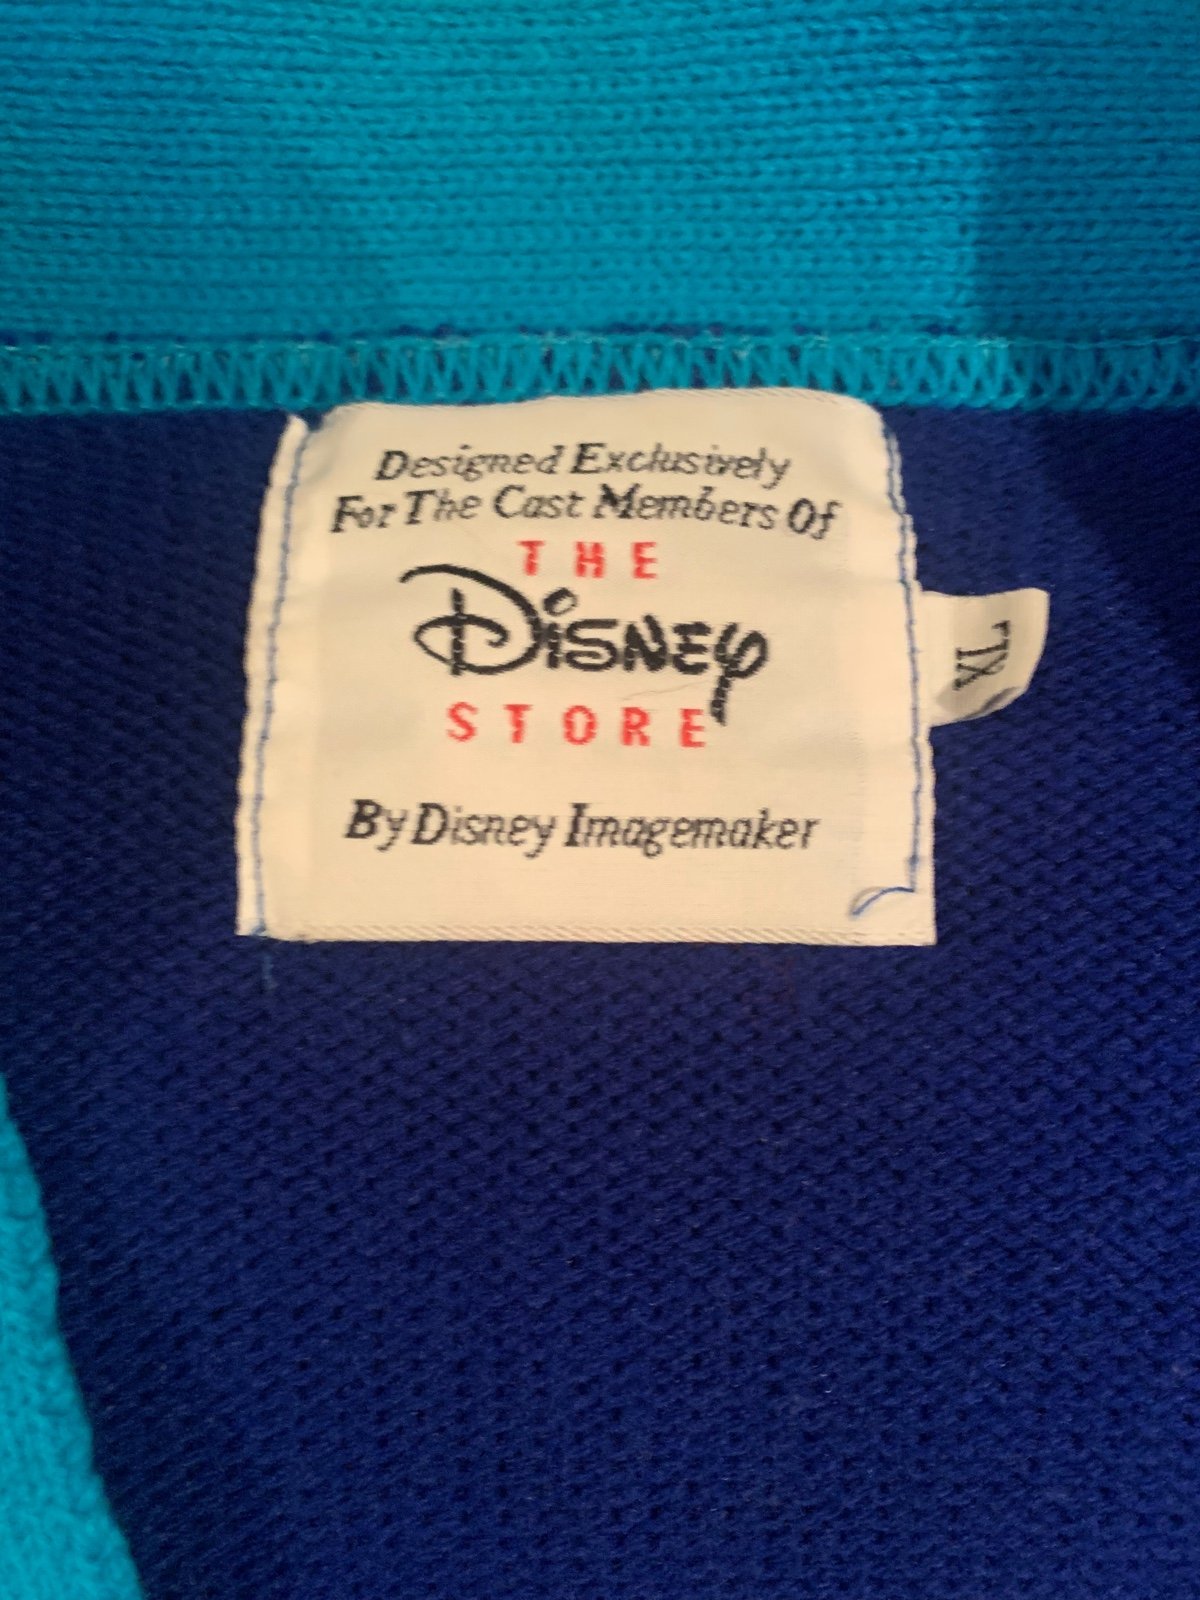 Designed Exclusively
For The Cast Members Of
THE
Disney
STORE
By Disney Imagemaker
XL